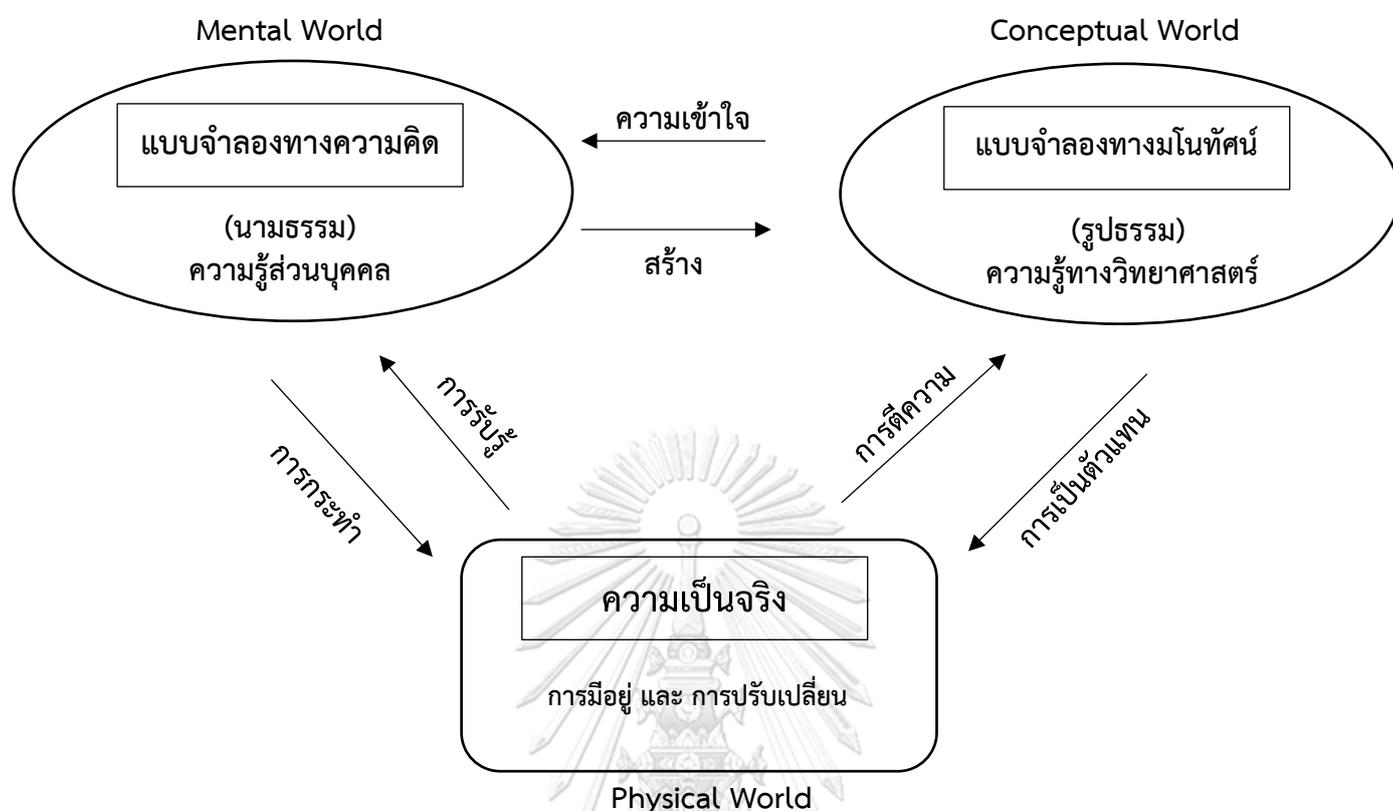 Mental World
Conceptual World
แบบจำลองทางความคิด
(นามธรรม)
ความรู้ส่วนบุคคล
ความเข้าใจ
สร้าง
แบบจำลองทางมโนทัศน์
(รูปธรรม)
ความรู้ทางวิทยาศาสตร์
การกระทำ
การรับรู้
การตีความ
การเป็นตัวแทน
ความเป็นจริง
การมีอยู่ และ การปรับเปลี่ยน
Physical World